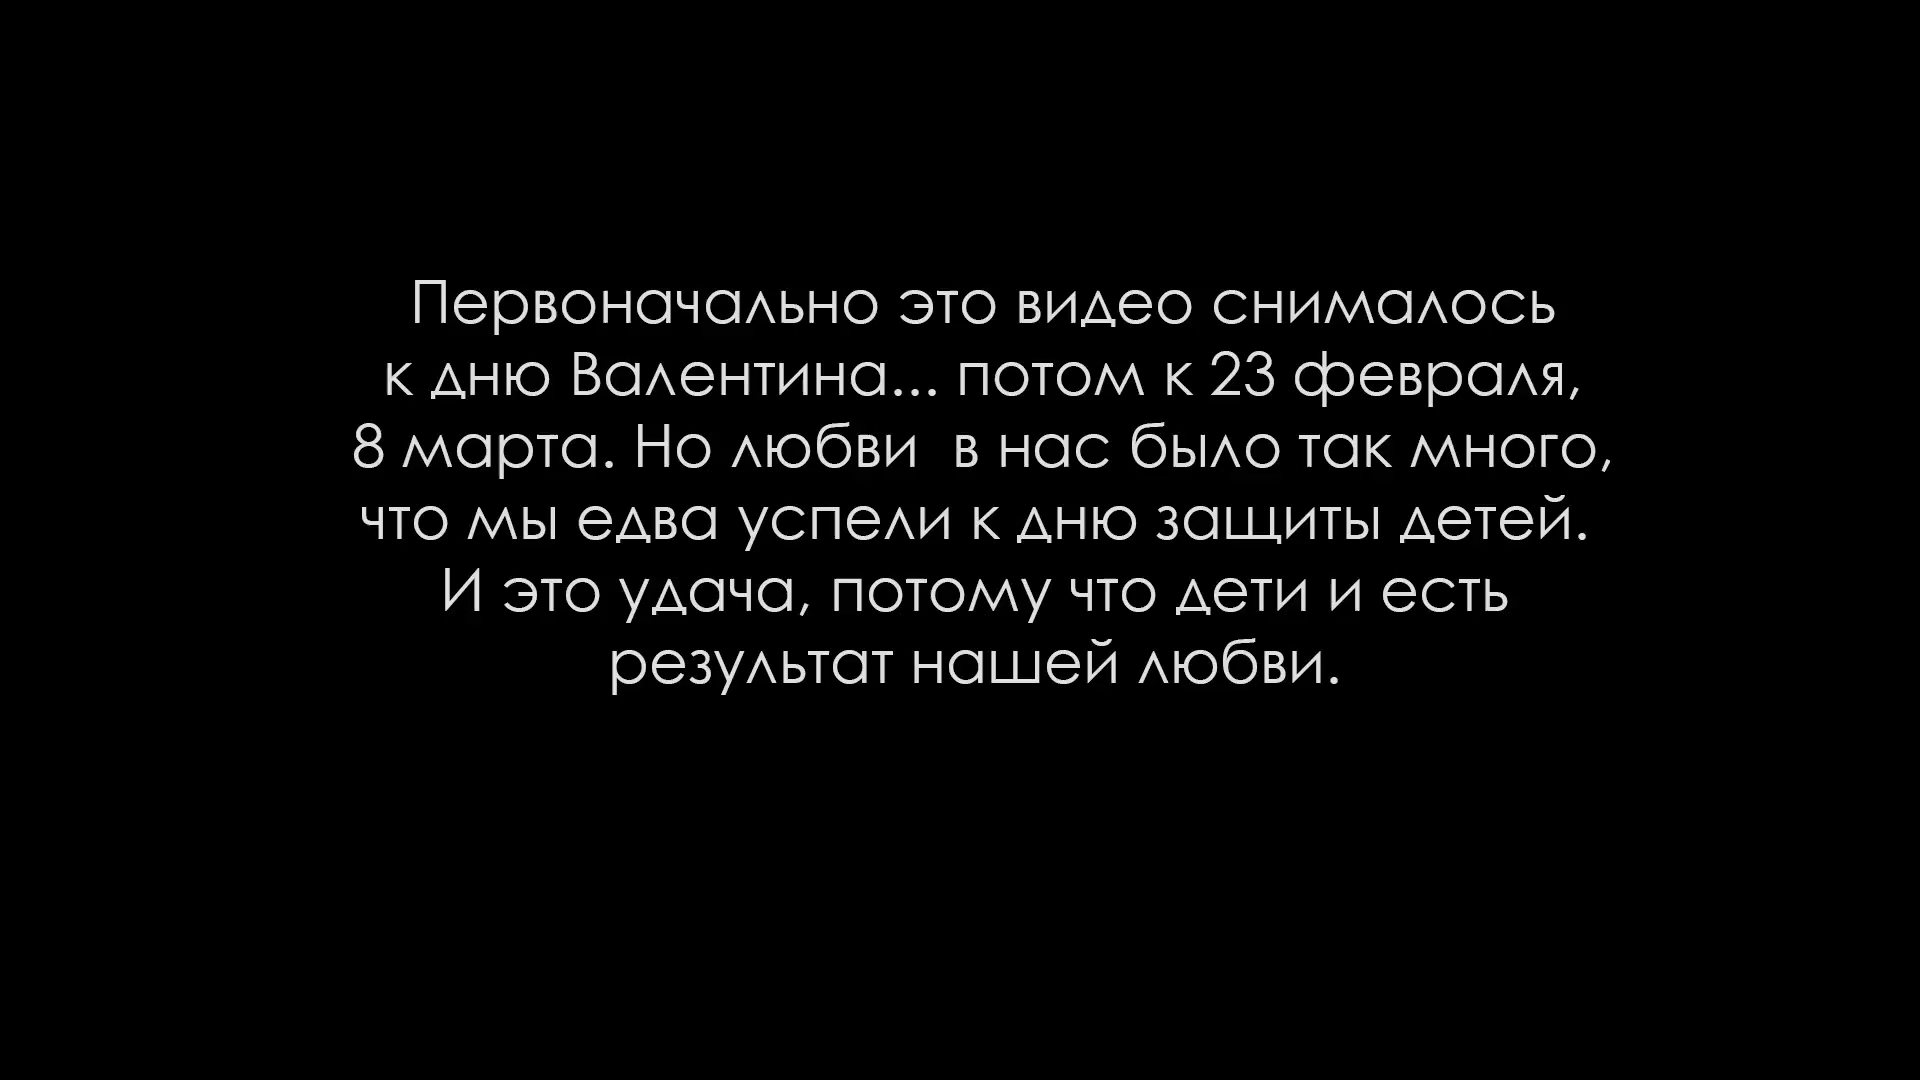 Первоначально это видео снималось
к дню Валентина... потом к 23 февраля,
8 марта. Но любви  в нас было так много,
что мы едва успели к дню защиты детей.
И это удача, потому что дети и есть
результат нашей любви.